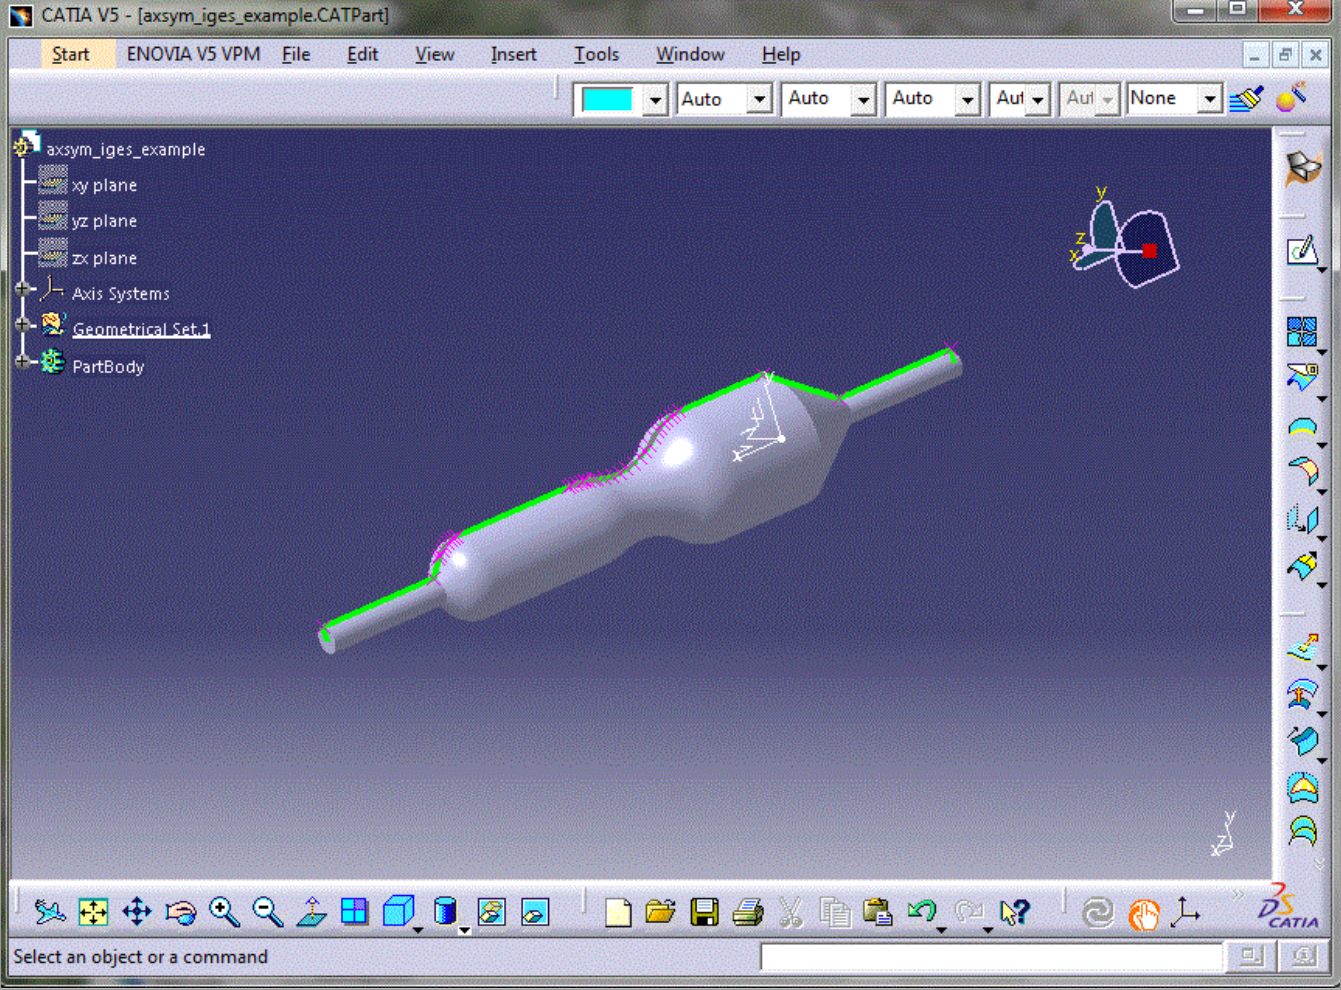 CATIA V5 - [axsym_iges_example.CATPart]
Start ENOVIA V5 VPM File Edit View Insert Tools Window Help
Auto Auto Auto Aut Aut None
axsym_iges_example
xy plane
yz plane
zx plane
Axis Systems
Geometrical Set.1
PartBody
y
z
x
y
x
y
z
x
DS
CATIA
Select an object or a command